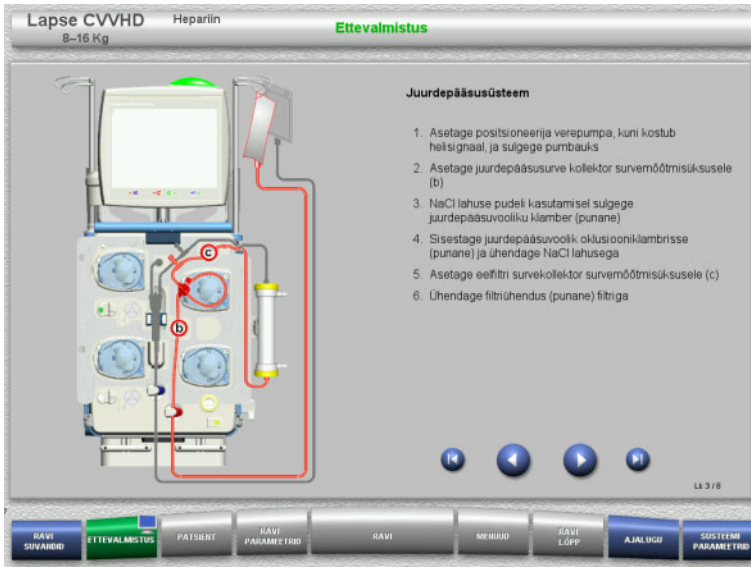 Lapse CVVHD Hepariin
8–16 Kg
Ettevalmistus
Juurdepääsusüsteem
1. Asetage positsioneerija verepumpa, kuni kostub
helisignaal, ja sulgege pumbauks
2. Asetage juurdepääsusurve kollektor survemõõtmisüksusele
(b)
3. NaCl lahuse pudeli kasutamisel sulgege
juurdepääsuvooliku klamber (punane)
4. Sisestage juurdepääsuvoolik oklusiooniklambrisse
(punane) ja ühendage NaCl lahusega
5. Asetage eelfiltri survekollektor survemõõtmisüksusele (c)
6. Ühendage filtriühendus (punane) filtriga
c
b
Lk 3 / 8
RAVI
SUVANDID
ETTEVALMISTUS
PATSIENT
RAVI-
PARAMEETRID
RAVI
MENÜÜD
RAVI
LÕPP
AJALUGU
SÜSTEEMI
PARAMEETRID